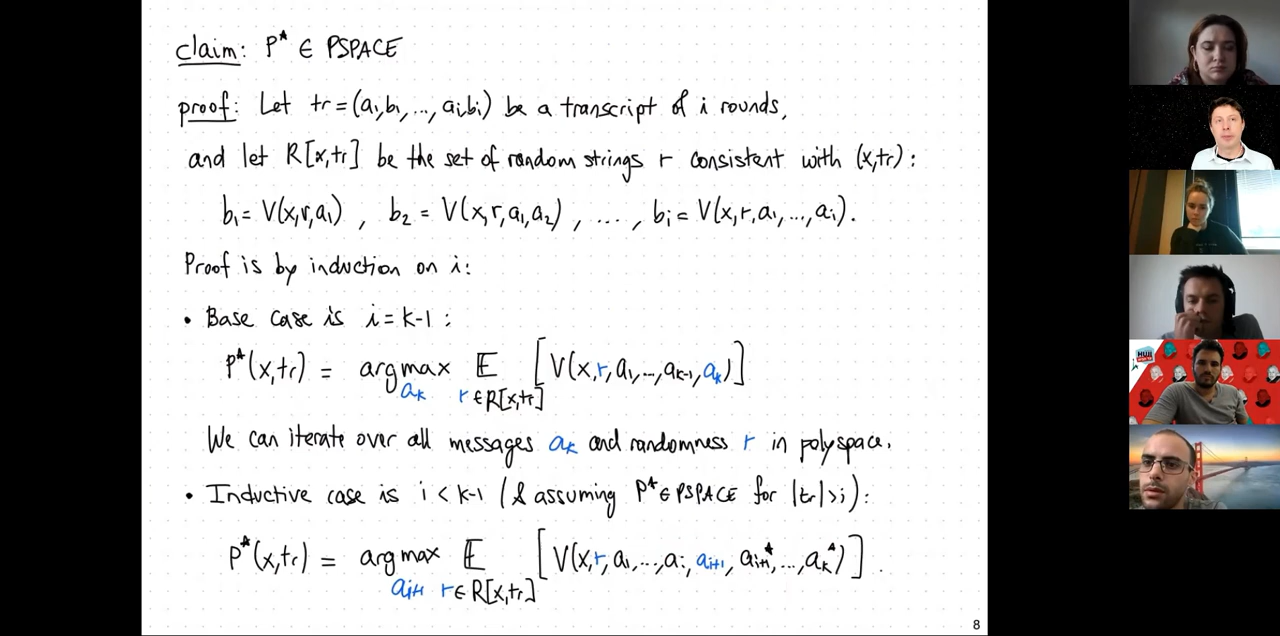 claim: P* ∈ PSPACE
proof: Let tr = (a₁,b₁,...,aᵢ,bᵢ) be a transcript of i rounds,
and let R[x,tr] be the set of random strings r consistent with (x,tr):
b₁ = V(x,r,a₁), b₂ = V(x,r,a₁,a₂), ..., bᵢ = V(x,r,a₁,...,aᵢ).
Proof is by induction on i:
• Base case is i = k-1:
P*(x,tr) = argmax 𝔼 [V(x,r,a₁,...,aₖ₋₁,aₖ)]
aₖ r∈R[x,tr]
We can iterate over all messages aₖ and randomness r in polyspace.
• Inductive case is i < k-1 (& assuming P* ∈ PSPACE for |tr|>i):
P*(x,tr) = argmax 𝔼 [V(x,r,a₁,...,aᵢ,aᵢ₊₁,aᵢ₊₁*,...,aₖ*)].
aᵢ₊₁ r∈R[x,tr]
8